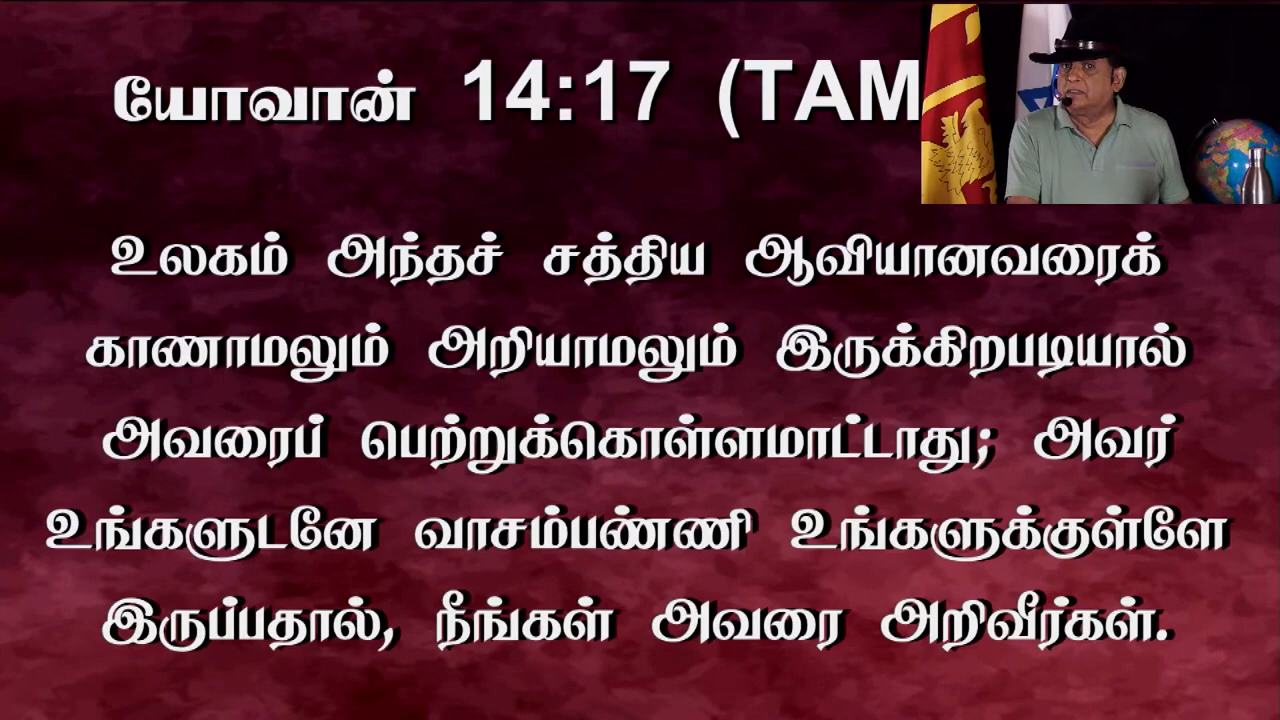 யோவான் 14:17 (TAM
உலகம் அந்தச் சத்திய ஆவியானவரைக்
காணாமலும் அறியாமலும் இருக்கிறபடியால்
அவரைப் பெற்றுக்கொள்ளமாட்டாது; அவர்
உங்களுடனே வாசம்பண்ணி உங்களுக்குள்ளே
இருப்பதால், நீங்கள் அவரை அறிவீர்கள்.